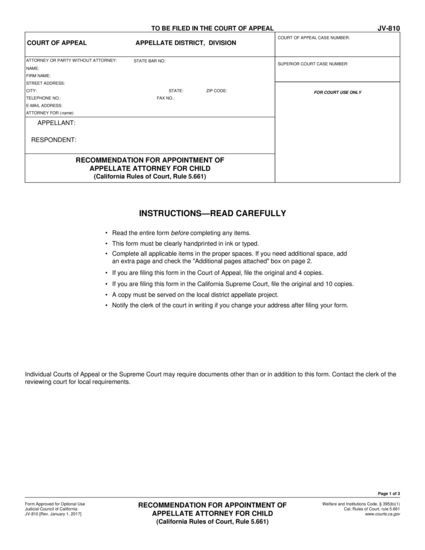 TO BE FILED IN THE COURT OF APPEAL JV-810
COURT OF APPEAL APPELLATE DISTRICT, DIVISION
COURT OF APPEAL CASE NUMBER:
ATTORNEY OR PARTY WITHOUT ATTORNEY: STATE BAR NO:
SUPERIOR COURT CASE NUMBER:
NAME:
FIRM NAME:
STREET ADDRESS:
CITY: STATE: ZIP CODE:
FOR COURT USE ONLY
TELEPHONE NO.: FAX NO.:
E-MAIL ADDRESS:
ATTORNEY FOR (name):
APPELLANT:
RESPONDENT:
RECOMMENDATION FOR APPOINTMENT OF
APPELLATE ATTORNEY FOR CHILD
(California Rules of Court, Rule 5.661)
INSTRUCTIONS—READ CAREFULLY
• Read the entire form before completing any items.
• This form must be clearly handprinted in ink or typed.
• Complete all applicable items in the proper spaces. If you need additional space, add
an extra page and check the "Additional pages attached" box on page 2.
• If you are filing this form in the Court of Appeal, file the original and 4 copies.
• If you are filing this form in the California Supreme Court, file the original and 10 copies.
• A copy must be served on the local district appellate project.
• Notify the clerk of the court in writing if you change your address after filing your form.
Individual Courts of Appeal or the Supreme Court may require documents other than or in addition to this form. Contact the clerk of the
reviewing court for local requirements.
Page 1 of 3
Form Approved for Optional Use
Judicial Council of California
JV-810 [Rev. January 1, 2017]
RECOMMENDATION FOR APPOINTMENT OF
APPELLATE ATTORNEY FOR CHILD
(California Rules of Court, Rule 5.661)
Welfare and Institutions Code, § 395(b)(1)
Cal. Rules of Court, rule 5.661
www.courts.ca.gov